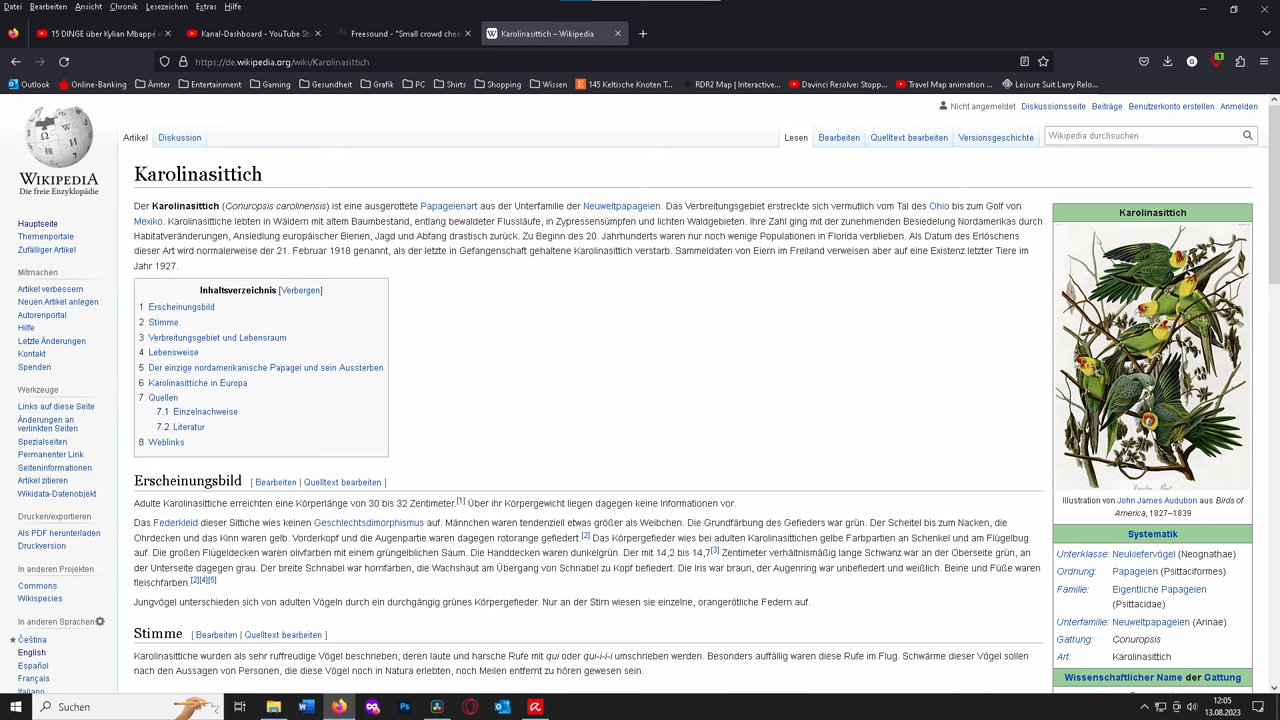 Datei Bearbeiten Ansicht Chronik Lesezeichen Extras Hilfe
15 DINGE über Kylian Mbappé d
Kanal-Dashboard - YouTube St
Freesound - "Small crowd chee
Karolinasittich – Wikipedia
https://de.wikipedia.org/wiki/Karolinasittich
Outlook Online-Banking Ämter Entertainment Gaming Gesundheit Grafik PC Shirts Shopping Wissen 145 Keltische Knoten T... RDR2 Map | Interactive... Davinci Resolve: Stopp... Travel Map animation ... Leisure Suit Larry Relo...
Nicht angemeldet Diskussionsseite Beiträge Benutzerkonto erstellen Anmelden
Artikel Diskussion Lesen Bearbeiten Quelltext bearbeiten Versionsgeschichte Wikipedia durchsuchen
WIKIPEDIA
Die freie Enzyklopädie
Hauptseite
Themenportale
Zufälliger Artikel
Mitmachen
Artikel verbessern
Neuen Artikel anlegen
Autorenportal
Hilfe
Letzte Änderungen
Kontakt
Spenden
Werkzeuge
Links auf diese Seite
Änderungen an
verlinkten Seiten
Spezialseiten
Permanenter Link
Seiteninformationen
Artikel zitieren
Wikidata-Datenobjekt
Drucken/exportieren
Als PDF herunterladen
Druckversion
In anderen Projekten
Commons
Wikispecies
In anderen Sprachen
Čeština
English
Español
Français
Italiano
Karolinasittich
Der Karolinasittich (Conuropsis carolinensis) ist eine ausgerottete Papageienart aus der Unterfamilie der Neuweltpapageien. Das Verbreitungsgebiet erstreckte sich vermutlich vom Tal des Ohio bis zum Golf von
Mexiko. Karolinasittiche lebten in Wäldern mit altem Baumbestand, entlang bewaldeter Flussläufe, in Zypressensümpfen und lichten Waldgebieten. Ihre Zahl ging mit der zunehmenden Besiedelung Nordamerikas durch
Habitatveränderungen, Ansiedlung europäischer Bienen, Jagd und Abfang drastisch zurück. Zu Beginn des 20. Jahrhunderts waren nur noch wenige Populationen in Florida verblieben. Als Datum des Erlöschens
dieser Art wird normalerweise der 21. Februar 1918 genannt, als der letzte in Gefangenschaft gehaltene Karolinasittich verstarb. Sammeldaten von Eiern im Freiland verweisen aber auf eine Existenz letzter Tiere im
Jahr 1927.
Inhaltsverzeichnis [Verbergen]
1 Erscheinungsbild
2 Stimme
3 Verbreitungsgebiet und Lebensraum
4 Lebensweise
5 Der einzige nordamerikanische Papagei und sein Aussterben
6 Karolinasittiche in Europa
7 Quellen
7.1 Einzelnachweise
7.2 Literatur
8 Weblinks
Erscheinungsbild [ Bearbeiten | Quelltext bearbeiten ]
Adulte Karolinasittiche erreichten eine Körperlänge von 30 bis 32 Zentimeter.[1] Über ihr Körpergewicht liegen dagegen keine Informationen vor.
Das Federkleid dieser Sittiche wies keinen Geschlechtsdimorphismus auf. Männchen waren tendenziell etwas größer als Weibchen. Die Grundfärbung des Gefieders war grün. Der Scheitel bis zum Nacken, die
Ohrdecken und das Kinn waren gelb. Vorderkopf und die Augenpartie waren dagegen rotorange gefiedert.[2] Das Körpergefieder wies bei adulten Karolinasittichen gelbe Farbpartien an Schenkel und am Flügelbug
auf. Die großen Flügeldecken waren olivfarben mit einem grüngelblichen Saum. Die Handdecken waren dunkelgrün. Der mit 14,2 bis 14,7[3] Zentimeter verhältnismäßig lange Schwanz war an der Oberseite grün, an
der Unterseite dagegen grau. Der breite Schnabel war hornfarben, die Wachshaut am Übergang von Schnabel zu Kopf befiedert. Die Iris war braun, der Augenring war unbefiedert und weißlich. Beine und Füße waren
fleischfarben.[2][4][5]
Jungvögel unterschieden sich von adulten Vögeln durch ein durchgängig grünes Körpergefieder. Nur an der Stirn wiesen sie einzelne, orangerötliche Federn auf.
Stimme [ Bearbeiten | Quelltext bearbeiten ]
Karolinasittiche wurden als sehr ruffreudige Vögel beschrieben, deren laute und harsche Rufe mit qui oder qui-i-i-i umschrieben werden. Besonders auffällig waren diese Rufe im Flug. Schwärme dieser Vögel sollen
nach den Aussagen von Personen, die diese Vögel noch in Natura erlebten, noch Meilen entfernt zu hören gewesen sein.
Karolinasittich
Illustration von John James Audubon aus Birds of
America, 1827–1839
Systematik
Unterklasse: Neukiefervögel (Neognathae)
Ordnung: Papageien (Psittaciformes)
Familie: Eigentliche Papageien
(Psittacidae)
Unterfamilie: Neuweltpapageien (Arinae)
Gattung: Conuropsis
Art: Karolinasittich
Wissenschaftlicher Name der Gattung
Suchen
12:05
13.08.2023